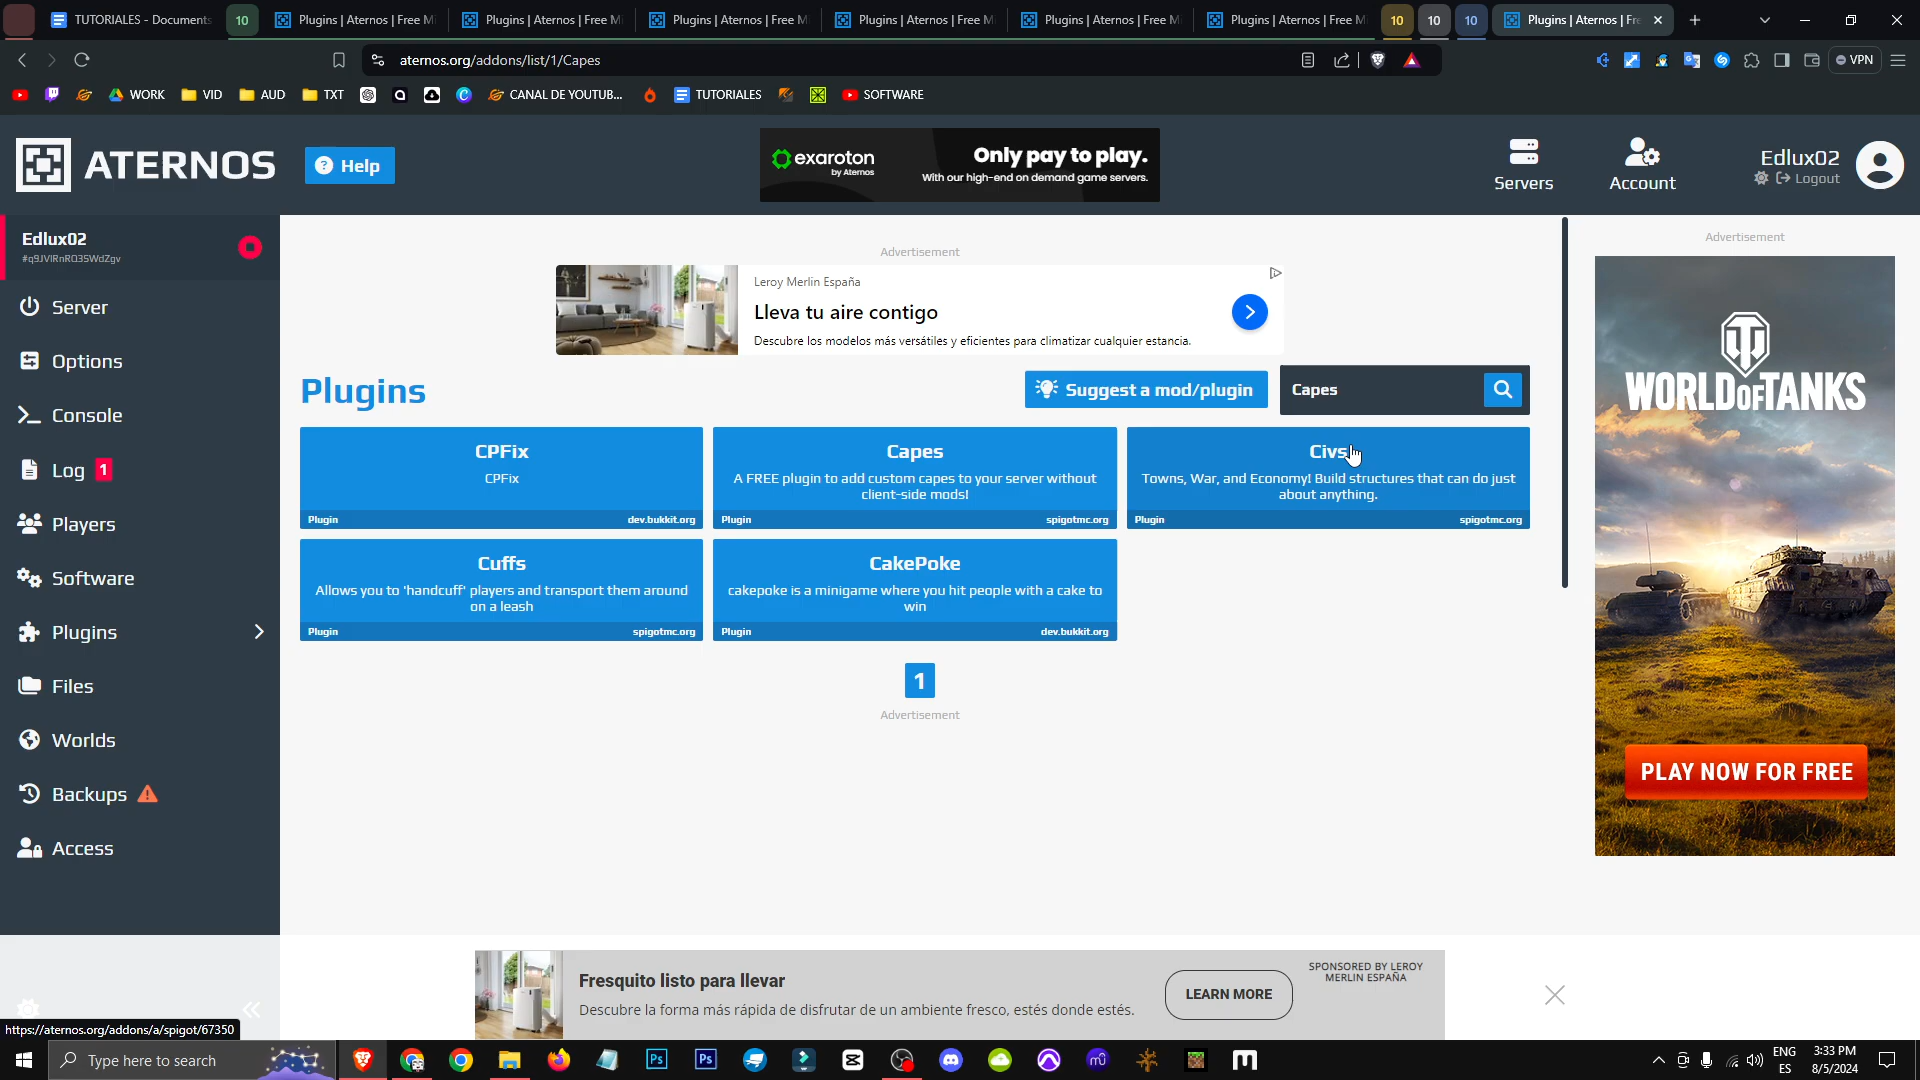 TUTORIALES - Documents
10
Plugins | Aternos | Free Mi
Plugins | Aternos | Free Mi
Plugins | Aternos | Free Mi
Plugins | Aternos | Free Mi
Plugins | Aternos | Free Mi
Plugins | Aternos | Free Mi
10
10
10
Plugins | Aternos | Fre
aternos.org/addons/list/1/Capes
VPN
WORK
VID
AUD
TXT
CANAL DE YOUTUB...
TUTORIALES
SOFTWARE
ATERNOS
Help
exaroton
by Aternos
Only pay to play.
With our high-end on demand game servers.
Servers
Account
Edlux02
Logout
Edlux02
Server
Options
Console
Log 1
Players
Software
Plugins
Files
Worlds
Backups
Access
Advertisement
Leroy Merlin España
Lleva tu aire contigo
Descubre los modelos más versátiles y eficientes para climatizar cualquier estancia.
Plugins
Suggest a mod/plugin
Capes
CPFix
CPFix
Plugin
dev.bukkit.org
Capes
A FREE plugin to add custom capes to your server without
client-side mods!
Plugin
spigotmc.org
Civs
Towns, War, and Economy! Build structures that can do just
about anything.
Plugin
spigotmc.org
Cuffs
Allows you to 'handcuff' players and transport them around
on a leash
Plugin
spigotmc.org
CakePoke
cakepoke is a minigame where you hit people with a cake to
win
Plugin
dev.bukkit.org
1
Advertisement
Advertisement
WORLD OF TANKS
PLAY NOW FOR FREE
Fresquito listo para llevar
Descubre la forma más rápida de disfrutar de un ambiente fresco, estés donde estés.
LEARN MORE
SPONSORED BY LEROY
MERLIN ESPAÑA
https://aternos.org/addons/a/spigot/67350
Type here to search
Ps
Ps
ENG
ES
3:33 PM
8/5/2024